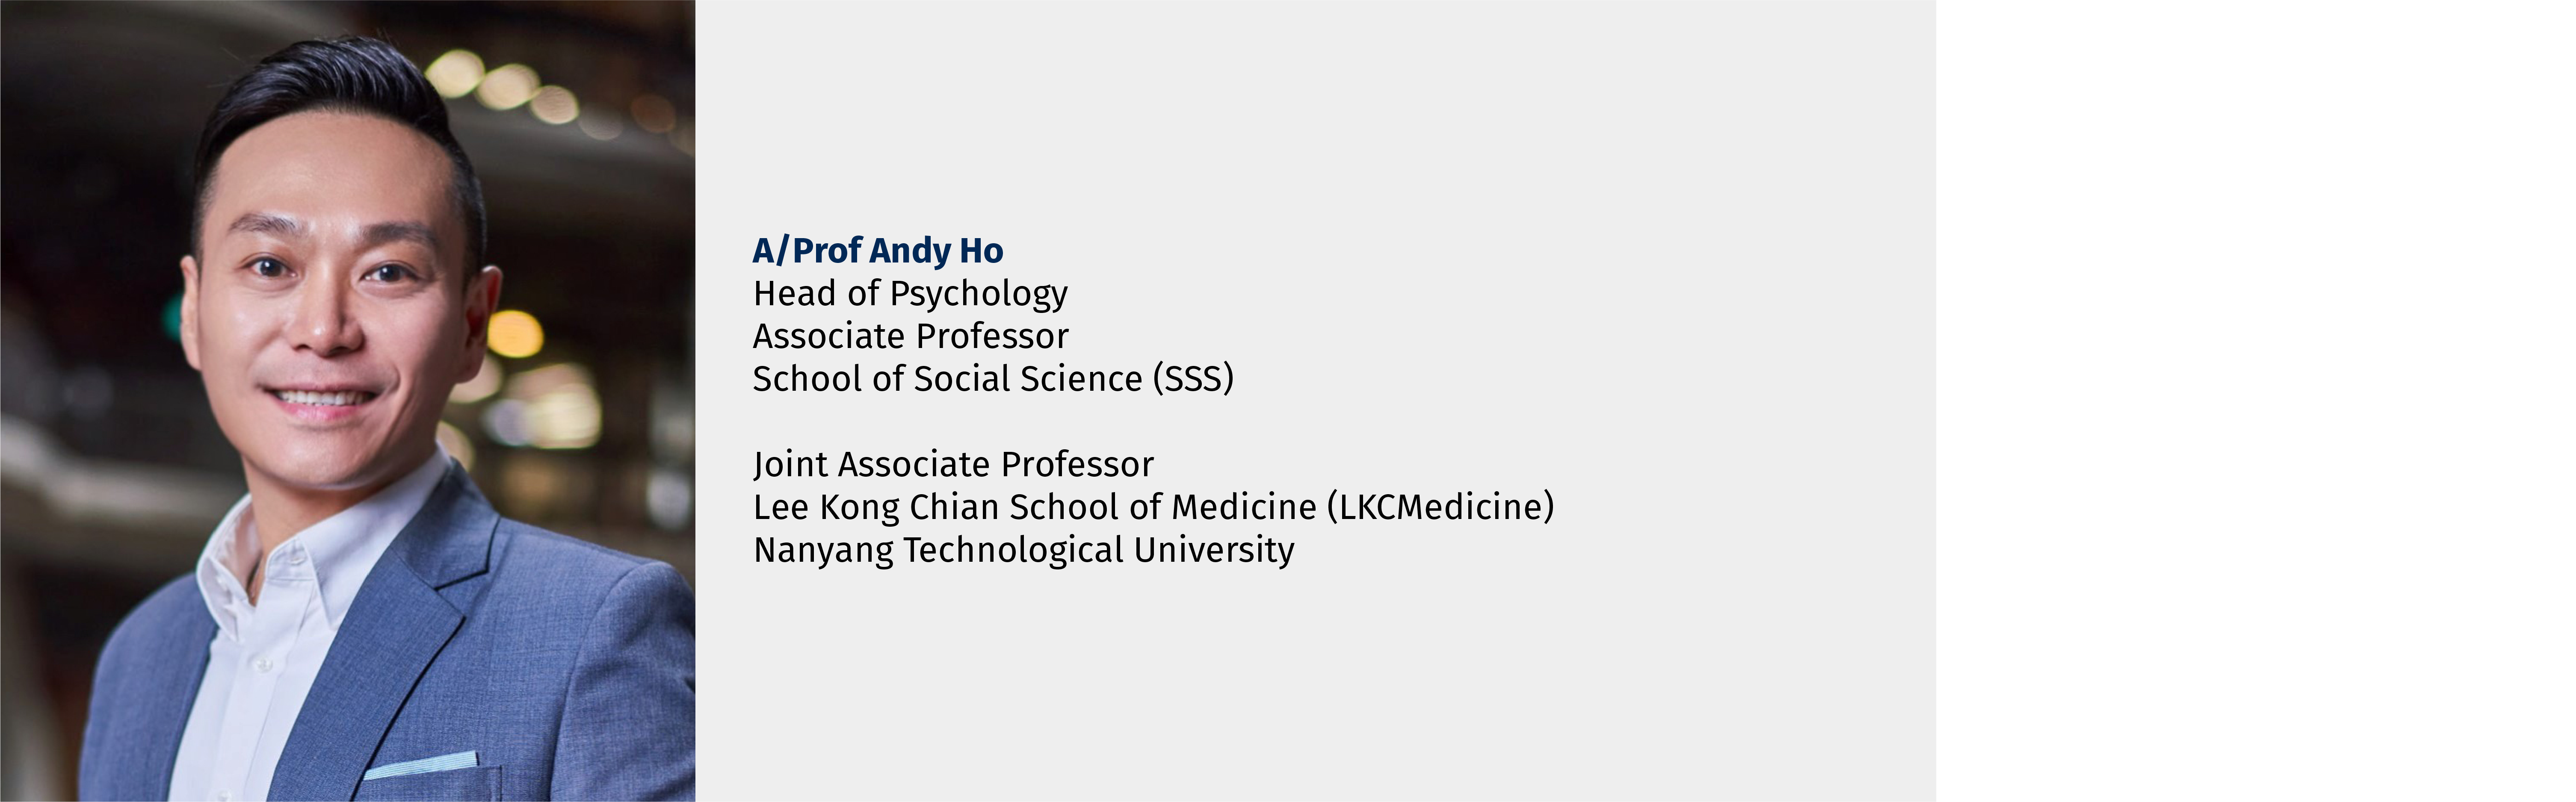 A/Prof Andy Ho
Head of Psychology
Associate Professor
School of Social Science (SSS)
Joint Associate Professor
Lee Kong Chian School of Medicine (LKCMedicine)
Nanyang Technological University